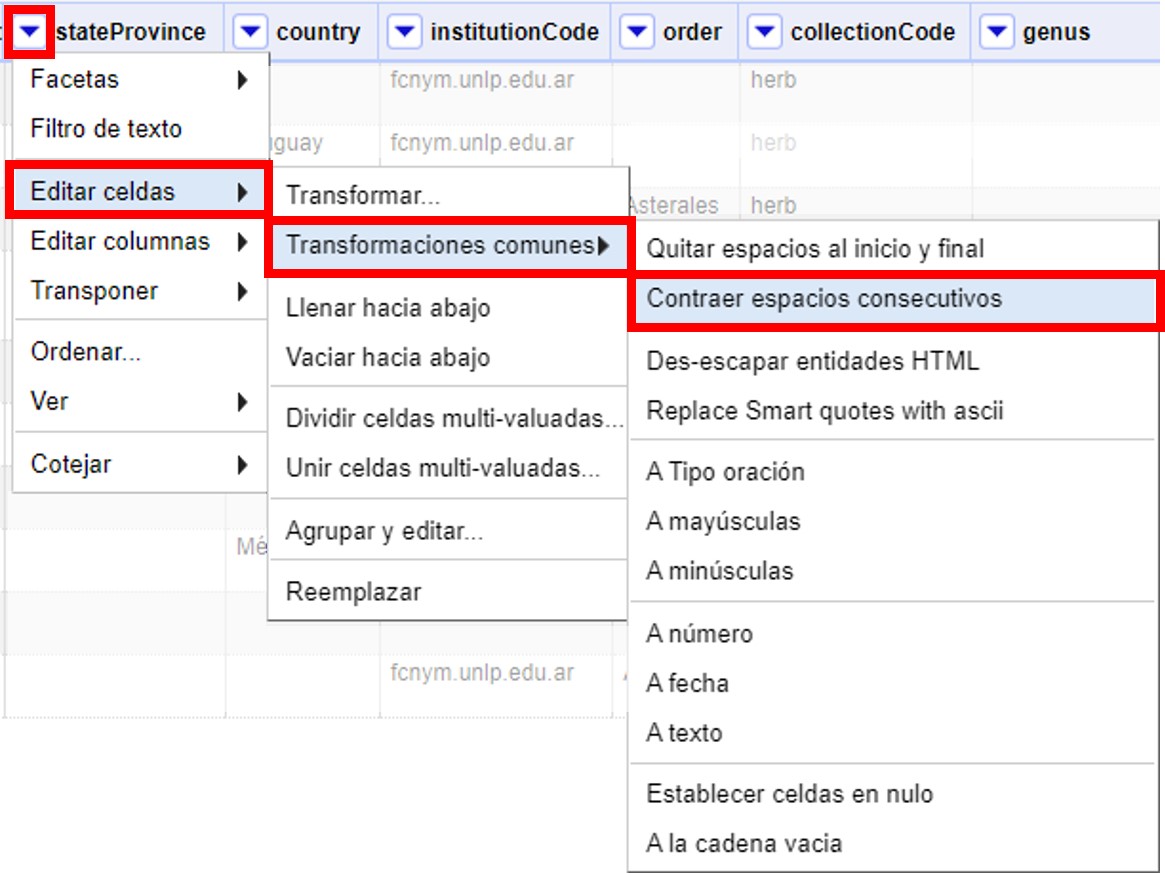 stateProvince country institutionCode order collectionCode genus
Facetas
fcnym.unlp.edu.ar herb
Filtro de texto
fcnym.unlp.edu.ar herb
Editar celdas
Transformar...
Asterales herb
Editar columnas
Transformaciones comunes
Quitar espacios al inicio y final
Transponer
Contraer espacios consecutivos
Llenar hacia abajo
Ordenar...
Vaciar hacia abajo
Des-escapar entidades HTML
Ver
Dividir celdas multi-valuadas...
Replace Smart quotes with ascii
Cotejar
Unir celdas multi-valuadas...
A Tipo oración
Agrupar y editar...
A mayúsculas
Mé
Reemplazar
A minúsculas
A número
fcnym.unlp.edu.ar
A fecha
A texto
Establecer celdas en nulo
A la cadena vacia